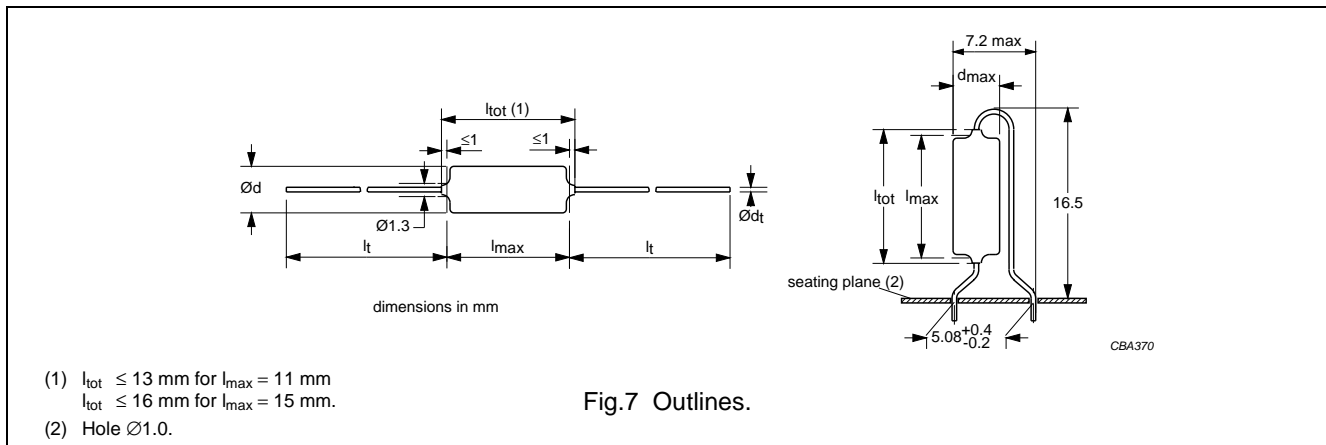 7.2 max
dmax
ltot (1)
≤1
≤1
Ød
Ødt
Ø1.3
lt
lmax
lt
ltot
lmax
16.5
seating plane (2)
dimensions in mm
5.08+0.4
-0.2
CBA370
(1) ltot ≤ 13 mm for lmax = 11 mm
ltot ≤ 16 mm for lmax = 15 mm.
(2) Hole ∅1.0.
Fig.7 Outlines.